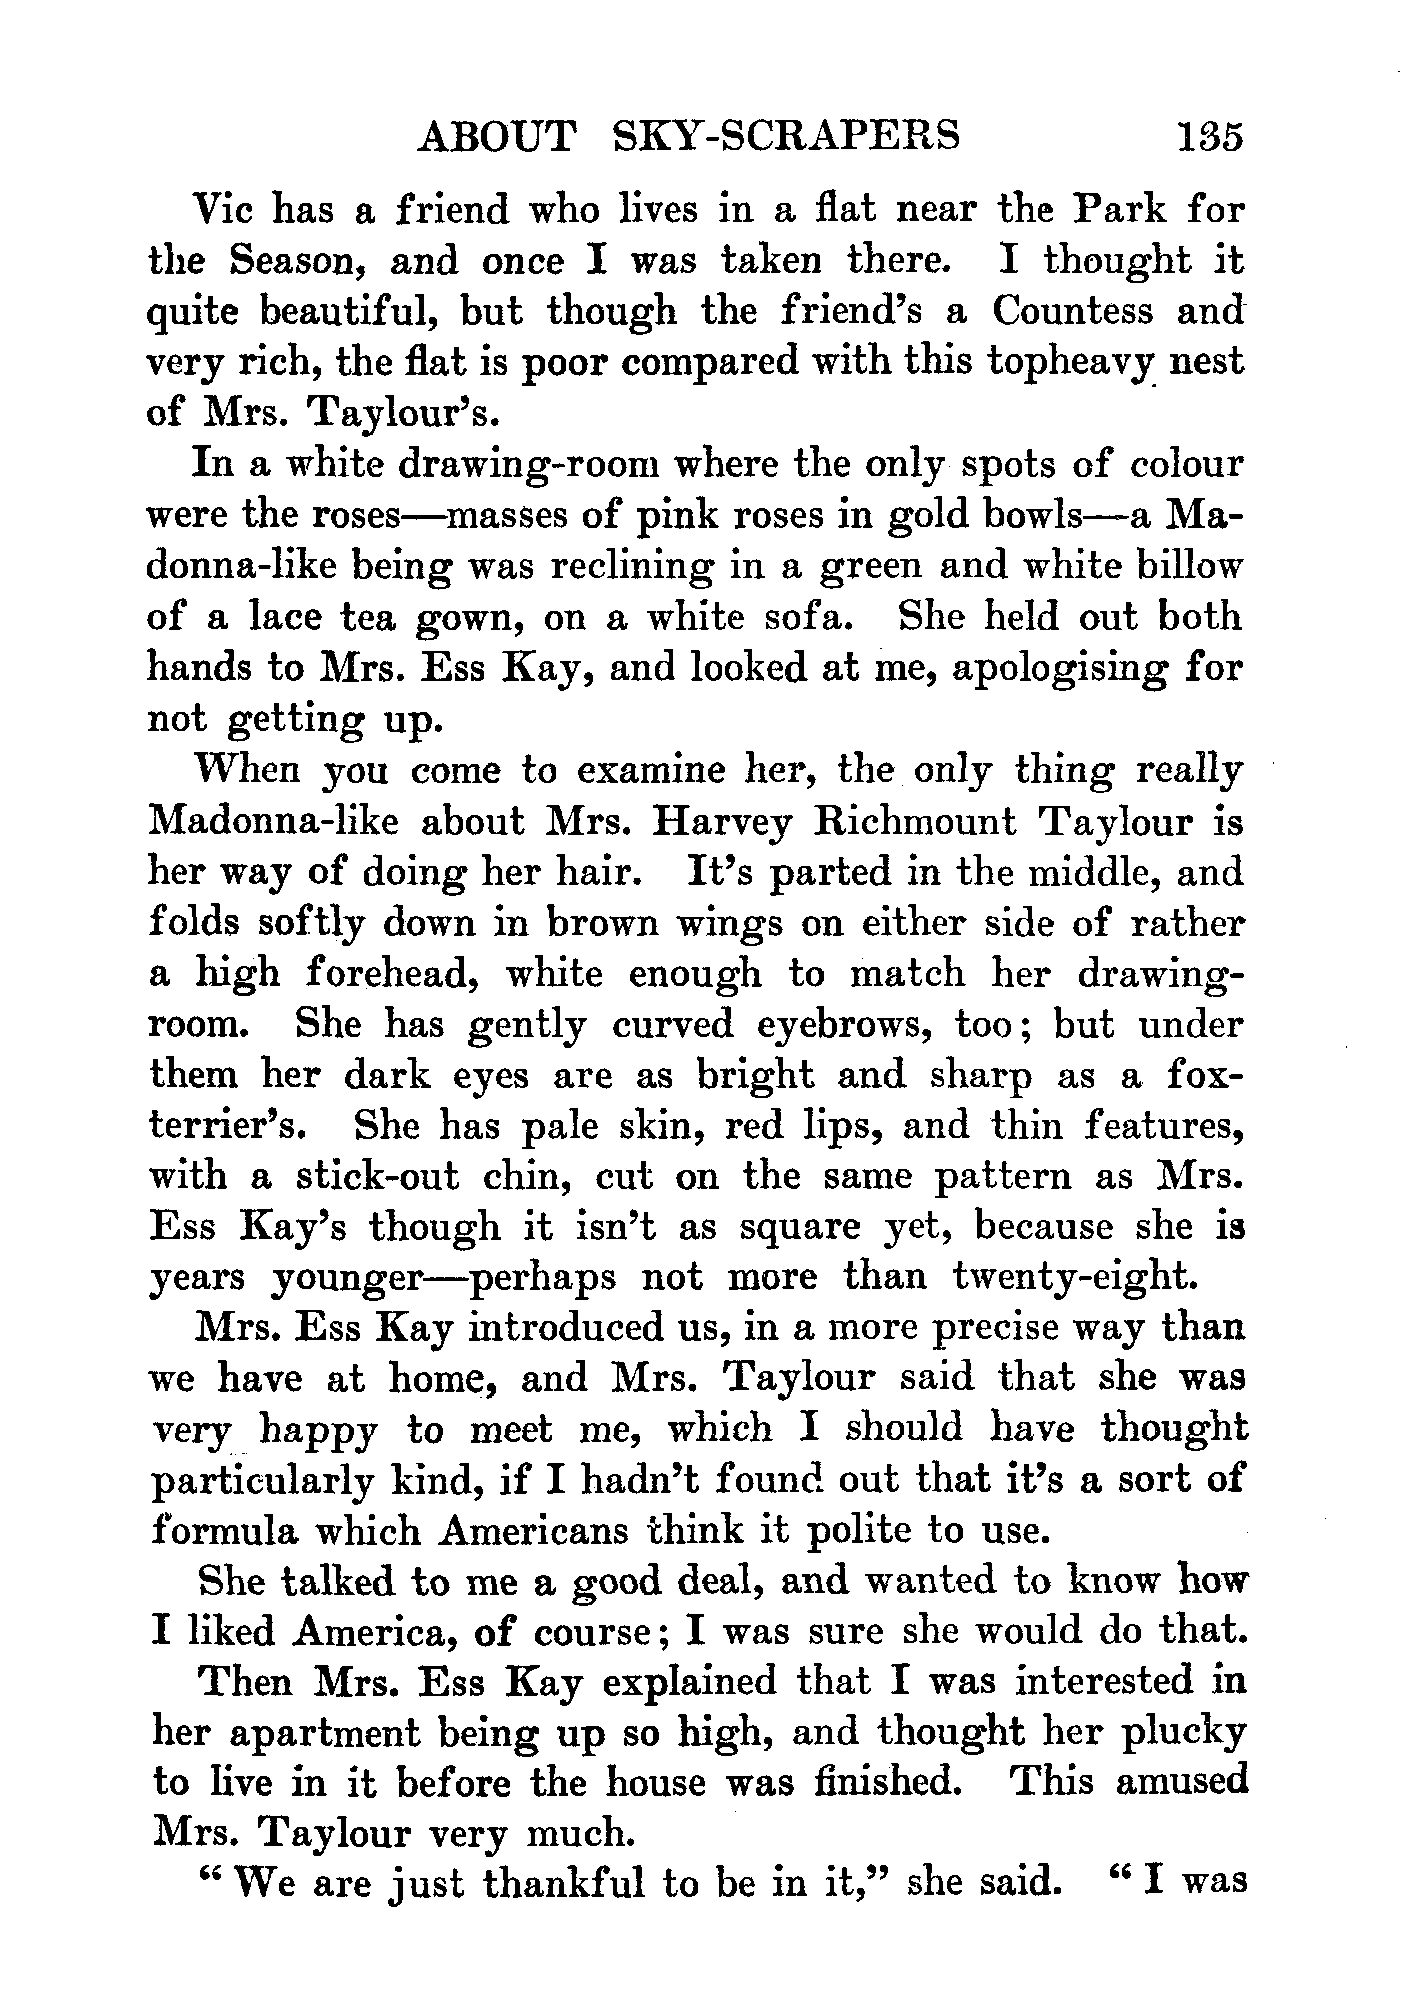 ABOUT SKY-SCRAPERS 135
Vic has a friend who lives in a flat near the Park for
the Season, and once I was taken there. I thought it
quite beautiful, but though the friend's a Countess and
very rich, the flat is poor compared with this topheavy nest
of Mrs. Taylour's.
In a white drawing-room where the only spots of colour
were the roses—masses of pink roses in gold bowls—a Ma-
donna-like being was reclining in a green and white billow
of a lace tea gown, on a white sofa. She held out both
hands to Mrs. Ess Kay, and looked at me, apologising for
not getting up.
When you come to examine her, the only thing really
Madonna-like about Mrs. Harvey Richmount Taylour is
her way of doing her hair. It's parted in the middle, and
folds softly down in brown wings on either side of rather
a high forehead, white enough to match her drawing-
room. She has gently curved eyebrows, too; but under
them her dark eyes are as bright and sharp as a fox-
terrier's. She has pale skin, red lips, and thin features,
with a stick-out chin, cut on the same pattern as Mrs.
Ess Kay's though it isn't as square yet, because she is
years younger—perhaps not more than twenty-eight.
Mrs. Ess Kay introduced us, in a more precise way than
we have at home, and Mrs. Taylour said that she was
very happy to meet me, which I should have thought
particularly kind, if I hadn't found out that it's a sort of
formula which Americans think it polite to use.
She talked to me a good deal, and wanted to know how
I liked America, of course; I was sure she would do that.
Then Mrs. Ess Kay explained that I was interested in
her apartment being up so high, and thought her plucky
to live in it before the house was finished. This amused
Mrs. Taylour very much.
"We are just thankful to be in it," she said. "I was